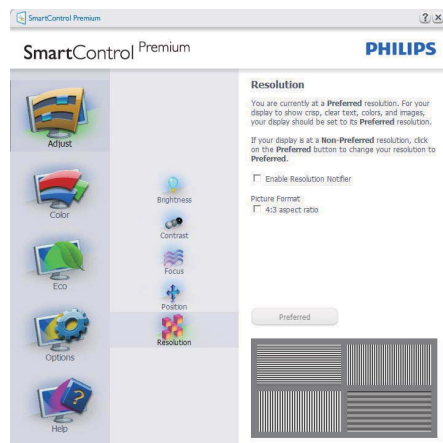 SmartControl Premium
SmartControl Premium
PHILIPS
Adjust
Color
Eco
Options
Help
Brightness
Contrast
Focus
Position
Resolution
Resolution
You are currently at a Preferred resolution. For your
display to show crisp, clear text, colors, and images,
your display should be set to its Preferred resolution.
If your display is at a Non-Preferred resolution, click
on the Preferred button to change your resolution to
Preferred.
Enable Resolution Notifier
Picture Format
4:3 aspect ratio
Preferred